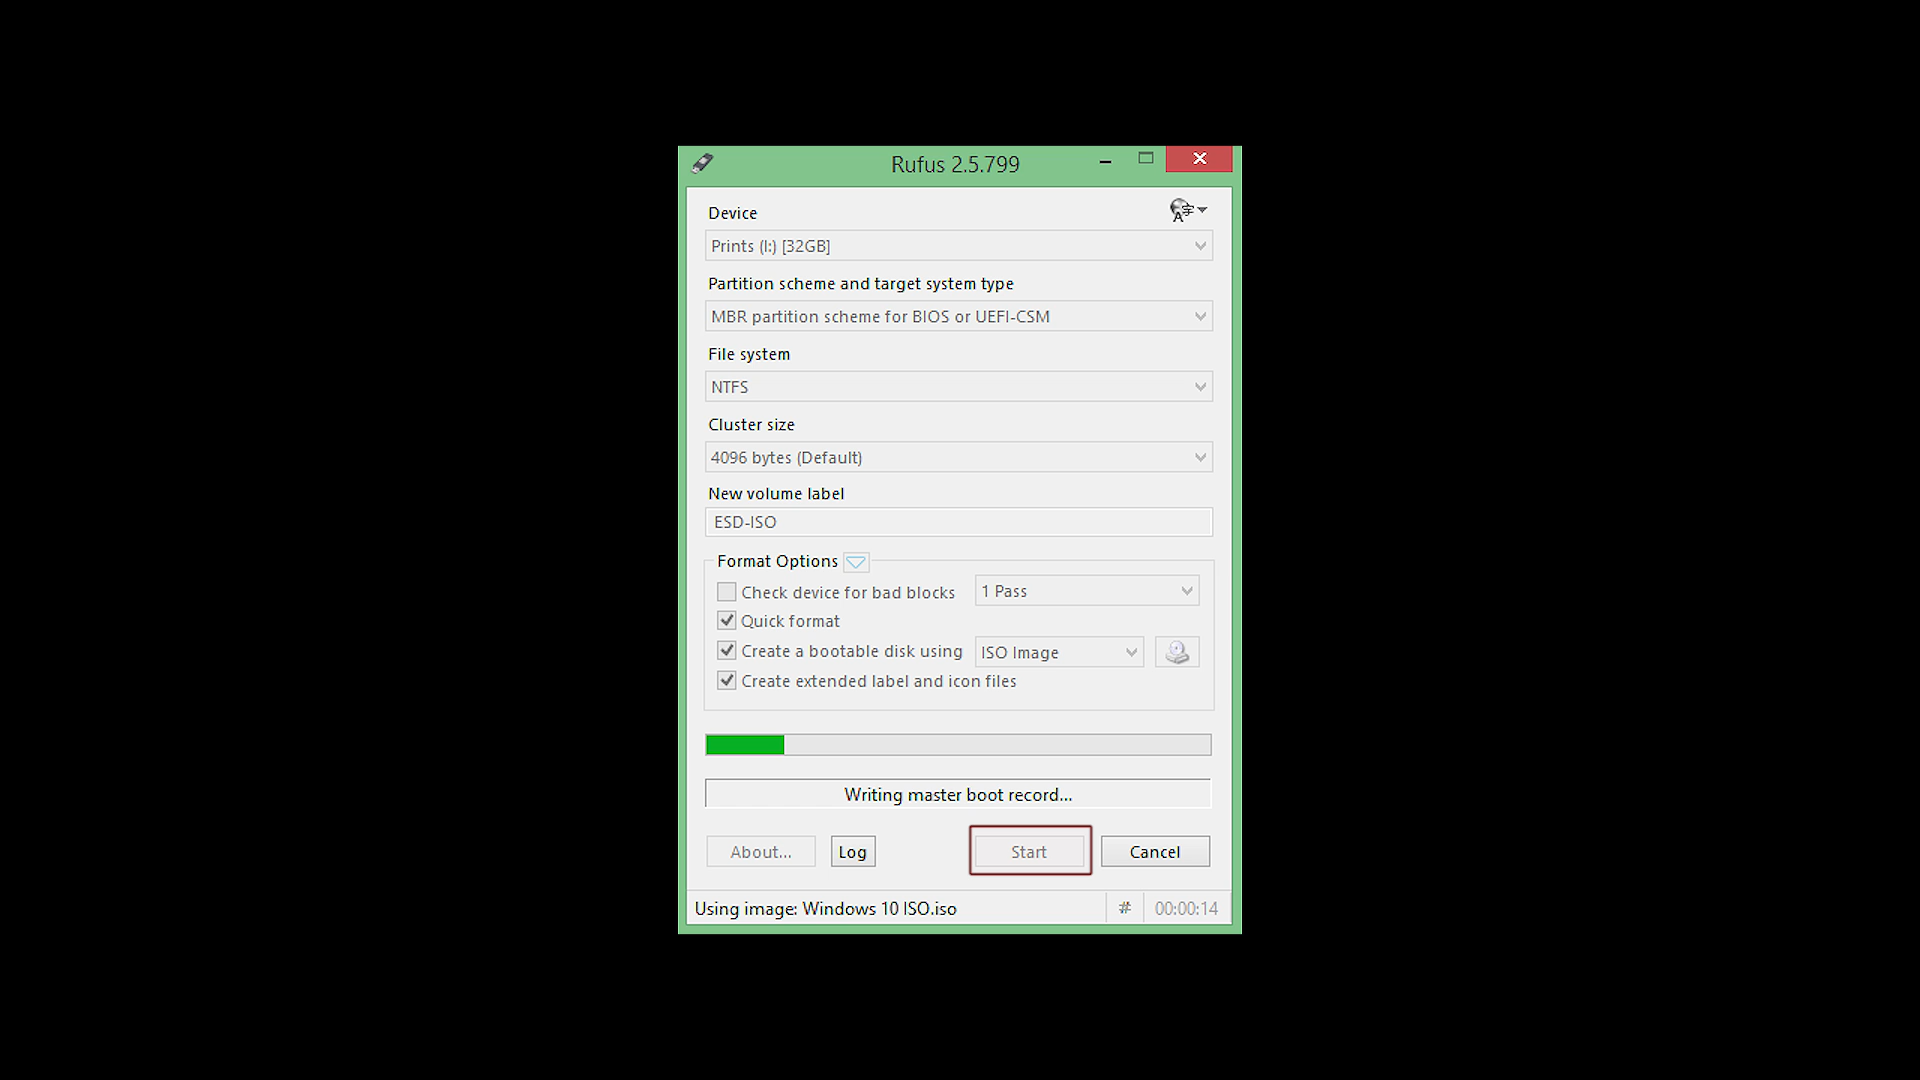 Rufus 2.5.799
Device
Prints (I:) [32GB]
Partition scheme and target system type
MBR partition scheme for BIOS or UEFI-CSM
File system
NTFS
Cluster size
4096 bytes (Default)
New volume label
ESD-ISO
Format Options
Check device for bad blocks 1 Pass
Quick format
Create a bootable disk using ISO Image
Create extended label and icon files
Writing master boot record...
About... Log Start Cancel
Using image: Windows 10 ISO.iso # 00:00:14